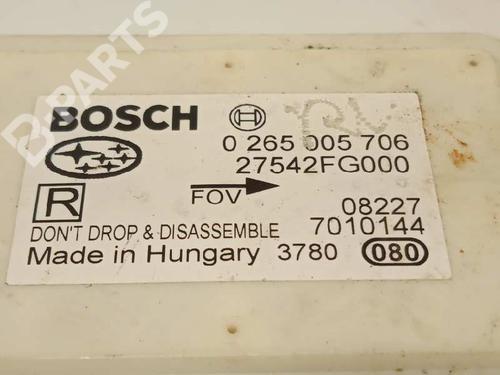 B-PARTS
BOSCH
0 265 005 706
27542FG000
R
FOV
08227
DON'T DROP & DISASSEMBLE
7010144
Made in Hungary 3780 080